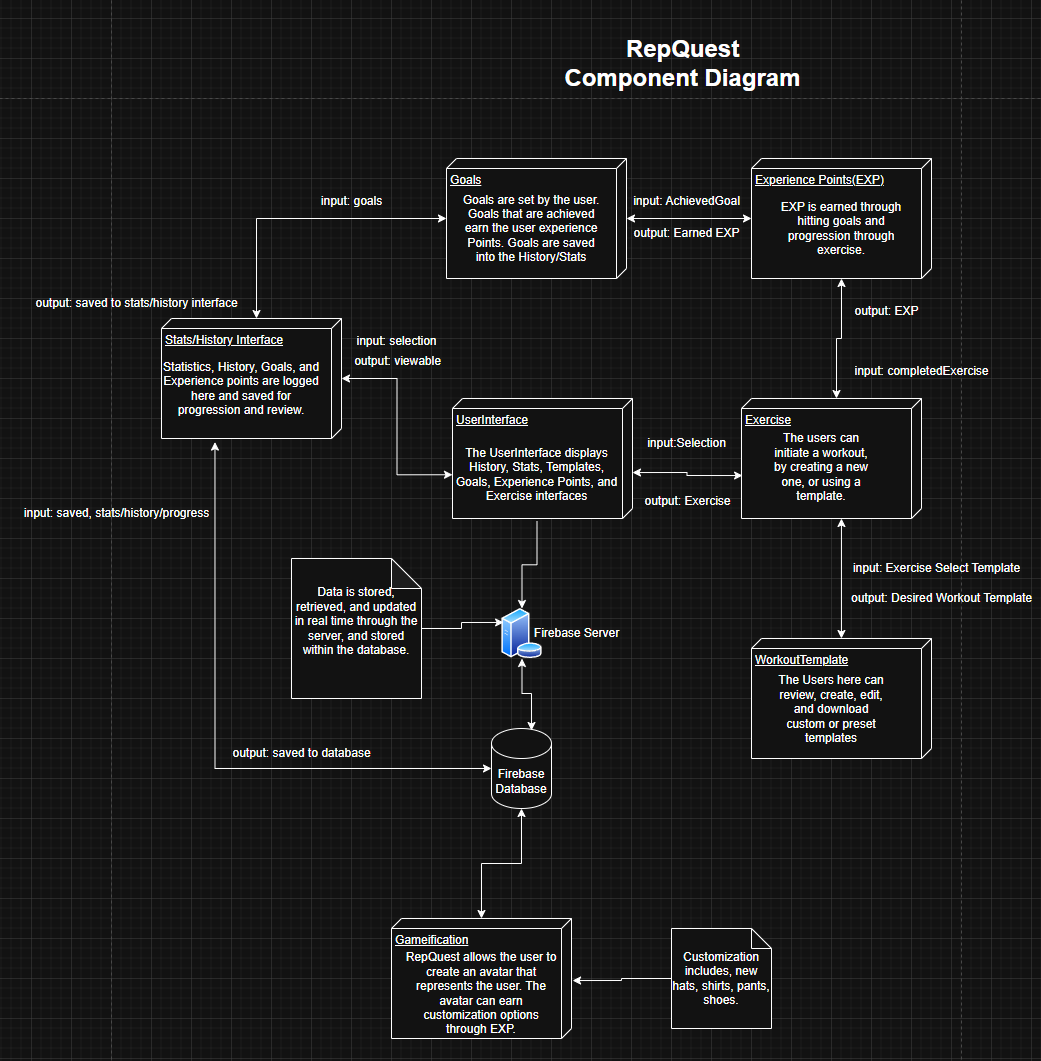 RepQuest
Component Diagram
Goals
Goals are set by the user.
Goals that are achieved
earn the user experience
Points. Goals are saved
into the History/Stats
input: AchievedGoal
output: Earned EXP
Experience Points(EXP)
EXP is earned through
hitting goals and
progression through
exercise.
input: goals
output: saved to stats/history interface
Stats/History Interface
Statistics, History, Goals, and
Experience points are logged
here and saved for
progression and review.
input: selection
output: viewable
output: EXP
input: completedExercise
UserInterface
The UserInterface displays
History, Stats, Templates,
Goals, Experience Points, and
Exercise interfaces
input:Selection
output: Exercise
Exercise
The users can
initiate a workout,
by creating a new
one, or using a
template.
input: saved, stats/history/progress
input: Exercise Select Template
output: Desired Workout Template
Data is stored,
retrieved, and updated
in real time through the
server, and stored
within the database.
Firebase Server
WorkoutTemplate
The Users here can
review, create, edit,
and download
custom or preset
templates
output: saved to database
Firebase
Database
Gameification
RepQuest allows the user to
create an avatar that
represents the user. The
avatar can earn
customization options
through EXP.
Customization
includes, new
hats, shirts, pants,
shoes.